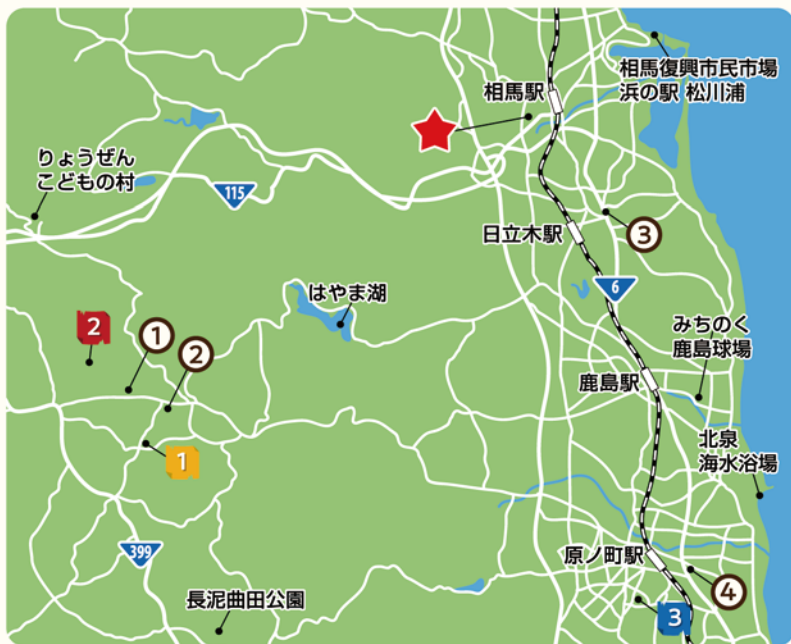 相馬復興市民市場
浜の駅 松川浦
相馬駅
りょうぜん
こどもの村
115
日立木駅
③
6
はやま湖
みちのく
鹿島球場
2
①
②
鹿島駅
北泉
海水浴場
1
399
原ノ町駅
④
長泥曲田公園
3